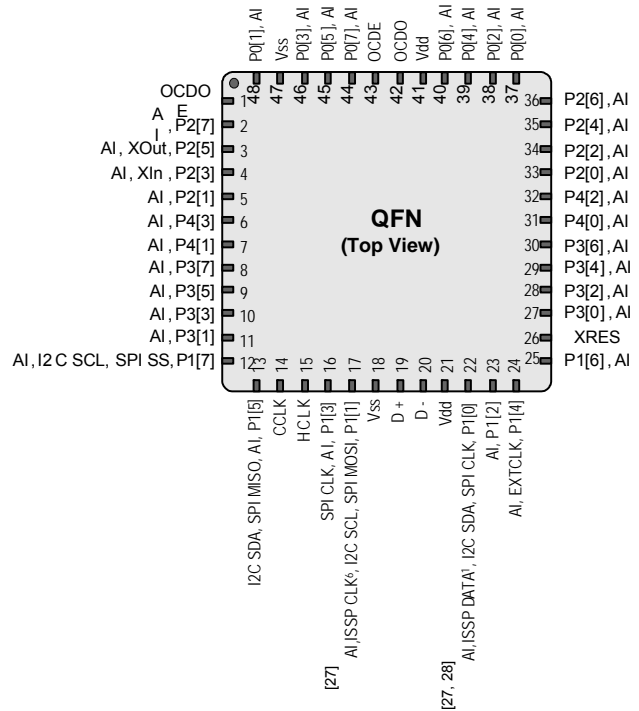 P0[1], AI
Vss
P0[3], AI
P0[5], AI
P0[7], AI
OCDE
OCDO
Vdd
P0[6], AI
P0[4], AI
P0[2], AI
P0[0], AI
48 47 46 45 44 43 42 41 40 39 38 37
OCDO 1
A E
I , P2[7] 2
AI , XOut, P2[5] 3
AI , XIn , P2[3] 4
AI , P2[1] 5
AI , P4[3] 6
AI , P4[1] 7
AI , P3[7] 8
AI , P3[5] 9
AI , P3[3] 10
AI , P3[1] 11
AI , I2 C SCL, SPI SS, P1[7] 12
QFN
(Top View)
36 P2[6] , AI
35 P2[4] , AI
34 P2[2] , AI
33 P2[0] , AI
32 P4[2] , AI
31 P4[0] , AI
30 P3[6] , AI
29 P3[4] , AI
28 P3[2] , AI
27 P3[0] , AI
26 XRES
25 P1[6] , AI
13 14 15 16 17 18 19 20 21 22 23 24
I2C SDA, SPI MISO, AI, P1[5]
CCLK
HCLK
SPI CLK, AI, P1[3]
AI,ISSP CLK⁶, I2C SCL, SPI MOSI, P1[1]
Vss
D +
D -
Vdd
AI,ISSP DATA¹, I2C SDA, SPI CLK, P1[0]
AI, P1[2]
AI, EXTCLK, P1[4]
[27]
[27, 28]